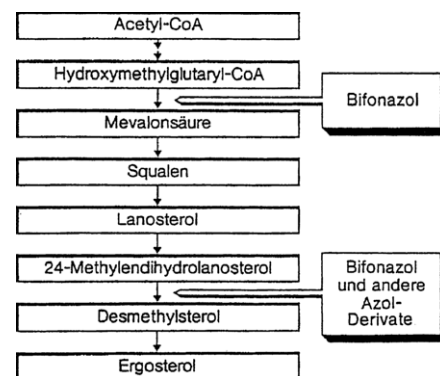 Acetyl-CoA
Hydroxymethylglutaryl-CoA
Bifonazol
Mevalonsäure
Squalen
Lanosterol
24-Methylendihydrolanosterol
Bifonazol
und andere
Azol-
Derivate
Desmethylsterol
Ergosterol